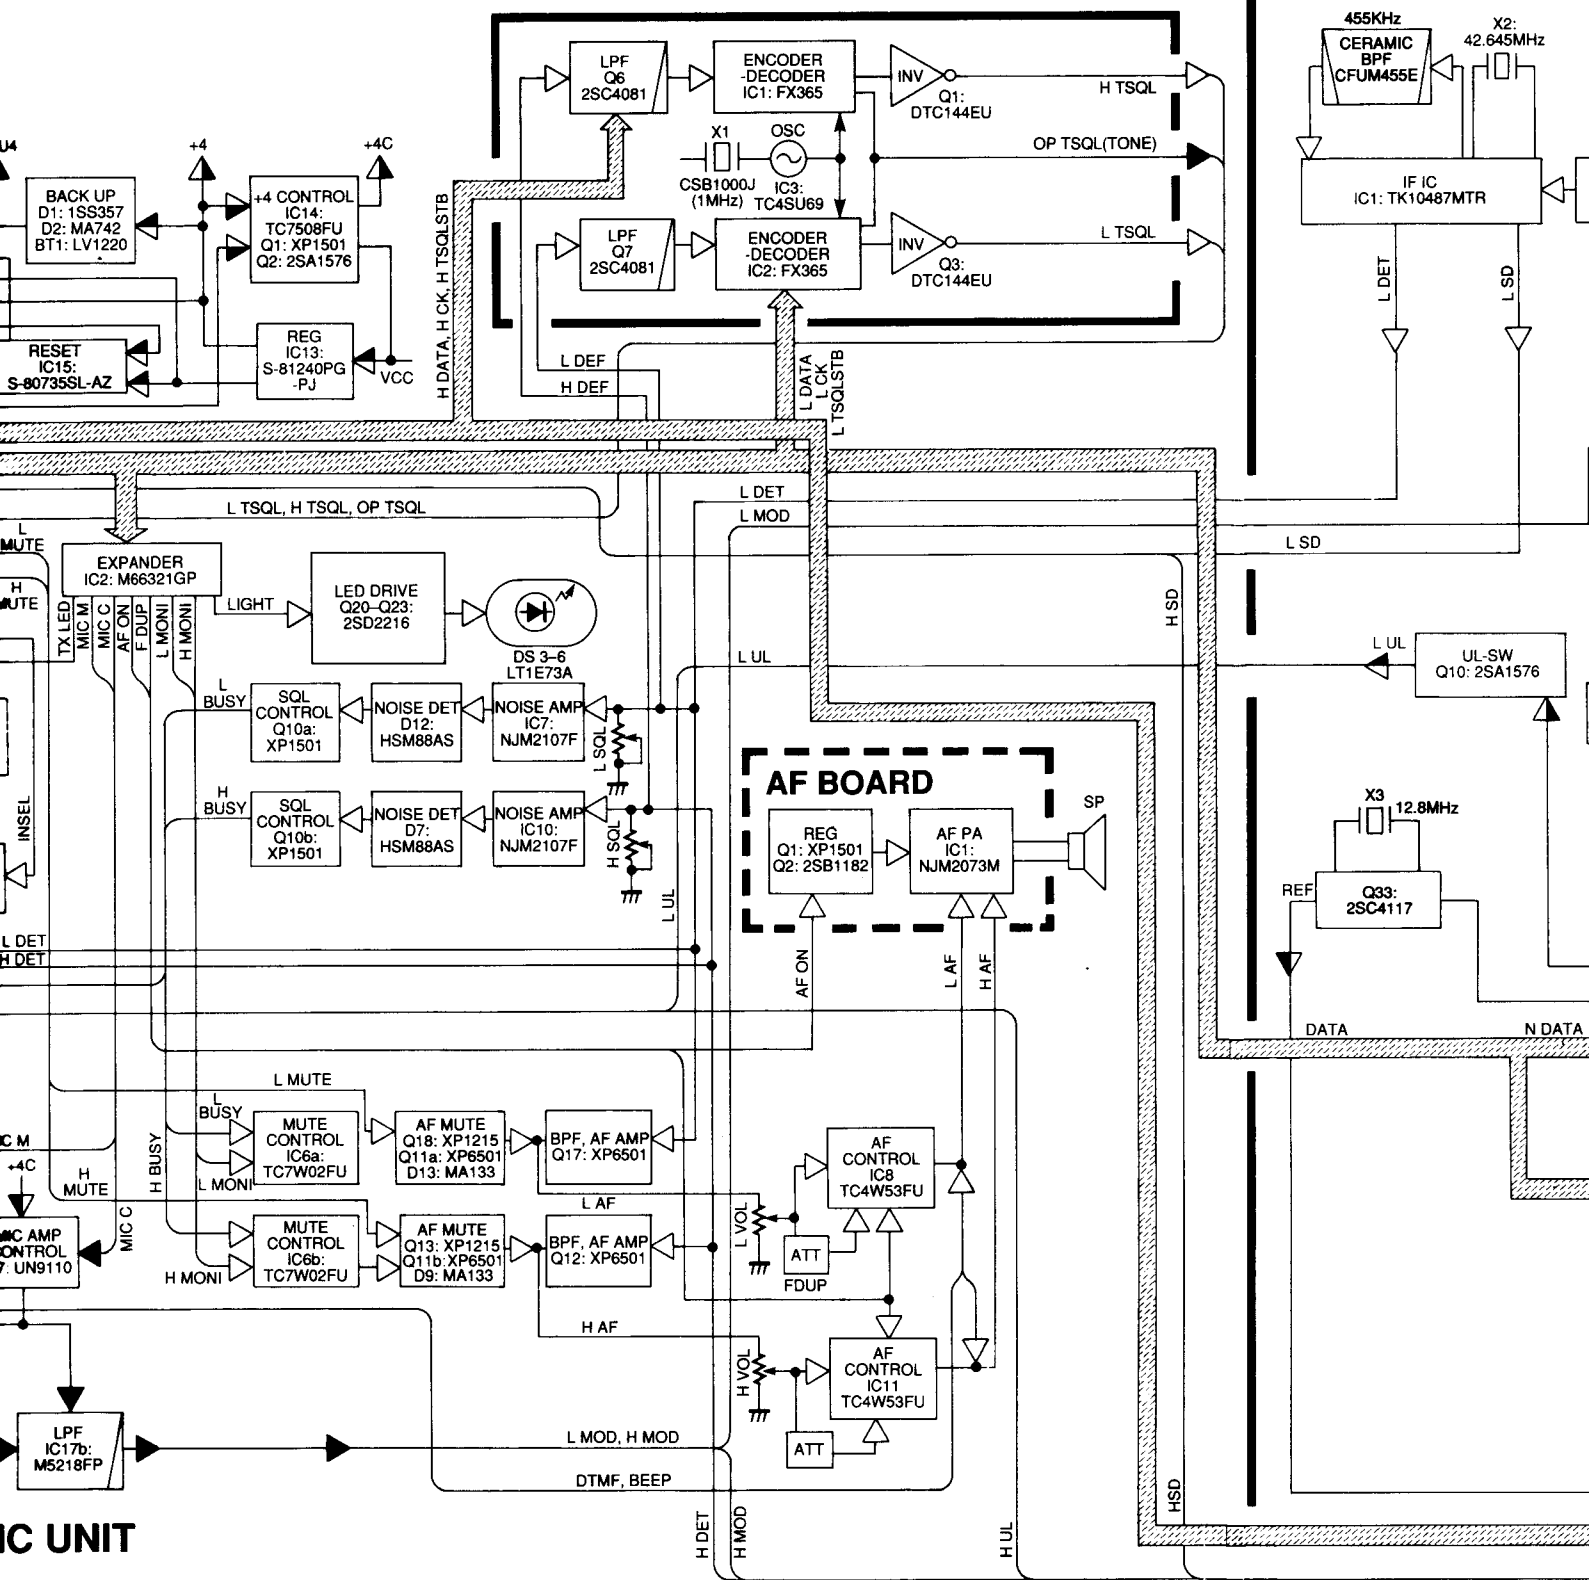 LPF
Q6
2SC4081
ENCODER
-DECODER
IC1: FX365
INV
Q1:
DTC144EU
H TSQL
X1
OSC
CSB1000J
(1MHz)
IC3:
TC4SU69
OP TSQL(TONE)
LPF
Q7
2SC4081
ENCODER
-DECODER
IC2: FX365
INV
Q3:
DTC144EU
L TSQL
455KHz
CERAMIC
BPF
CFUM455E
X2:
42.645MHz
IF IC
IC1: TK10487MTR
L DET
L SD
U4
+4
+4C
BACK UP
D1: 1SS357
D2: MA742
BT1: LV1220
+4 CONTROL
IC14:
TC7508FU
Q1: XP1501
Q2: 2SA1576
RESET
IC15:
S-80735SL-AZ
REG
IC13:
S-81240PG
-PJ
VCC
H DATA, H CK, H TSQLSTB
L DEF
H DEF
L DATA
L CK
L TSQLSTB
L TSQL, H TSQL, OP TSQL
L DET
L MOD
L SD
H SD
L
MUTE
H
MUTE
EXPANDER
IC2: M66321GP
TX LED
MIC M
MIC C
AF ON
F DUP
L MONI
H MONI
LIGHT
LED DRIVE
Q20–Q23:
2SD2216
DS 3–6
LT1E73A
L UL
L UL
UL-SW
Q10: 2SA1576
INSEL
L
BUSY
SQL
CONTROL
Q10a:
XP1501
NOISE DET
D12:
HSM88AS
NOISE AMP
IC7:
NJM2107F
L SQL
H
BUSY
SQL
CONTROL
Q10b:
XP1501
NOISE DET
D7:
HSM88AS
NOISE AMP
IC10:
NJM2107F
H SQL
L UL
AF BOARD
REG
Q1: XP1501
Q2: 2SB1182
AF PA
IC1:
NJM2073M
SP
AF ON
L AF
H AF
X3
12.8MHz
REF
Q33:
2SC4117
DATA
N DATA
L DET
H DET
L MUTE
L
BUSY
MUTE
CONTROL
IC6a:
TC7W02FU
L MONI
AF MUTE
Q18: XP1215
Q11a: XP6501
D13: MA133
BPF, AF AMP
Q17: XP6501
L AF
C M
+4C
H
MUTE
H BUSY
MIC C
MIC AMP
CONTROL
7: UN9110
MUTE
CONTROL
IC6b:
TC7W02FU
H MONI
AF MUTE
Q13: XP1215
Q11b: XP6501
D9: MA133
BPF, AF AMP
Q12: XP6501
H AF
L VOL
ATT
FDUP
AF
CONTROL
IC8
TC4W53FU
H VOL
ATT
AF
CONTROL
IC11
TC4W53FU
LPF
IC17b:
M5218FP
L MOD, H MOD
DTMF, BEEP
H DET
H MOD
H UL
HSD
IC UNIT